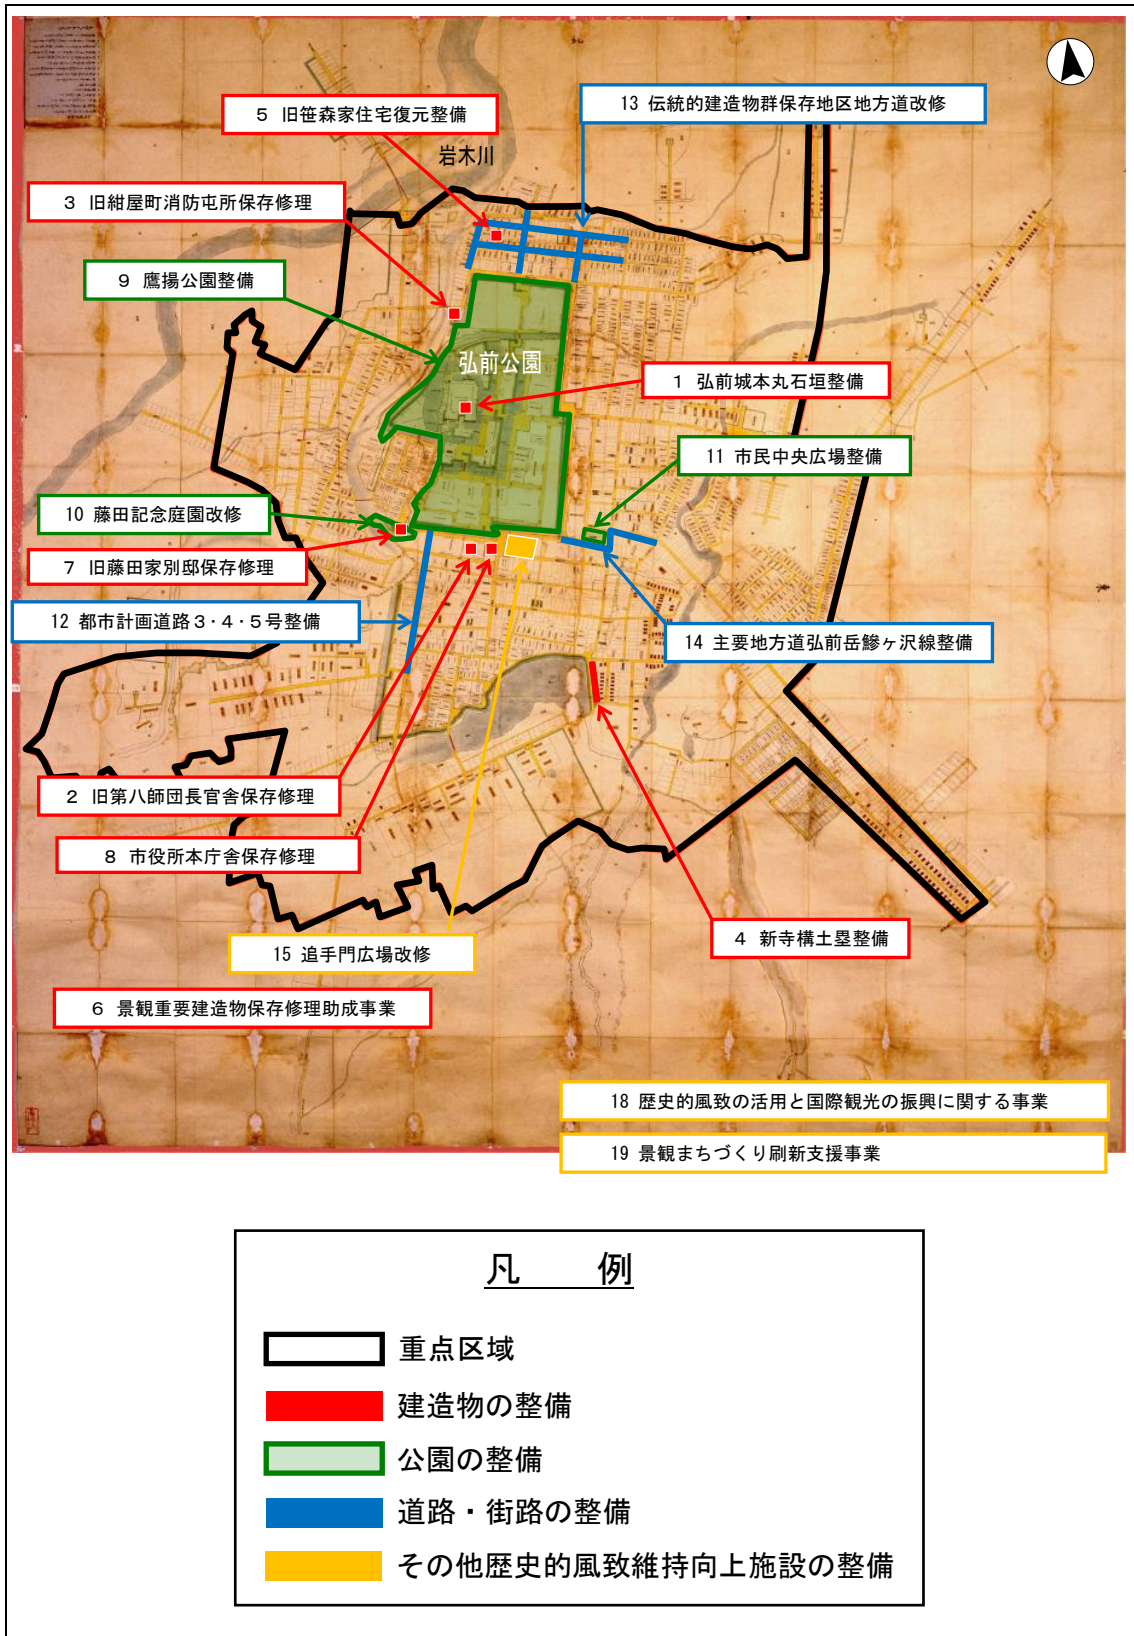 13 伝統的建造物群保存地区地方道改修
5 旧笹森家住宅復元整備
岩木川
3 旧紺屋町消防屯所保存修理
9 鷹揚公園整備
弘前公園
1 弘前城本丸石垣整備
11 市民中央広場整備
10 藤田記念庭園改修
7 旧藤田家別邸保存修理
12 都市計画道路3・4・5号整備
14 主要地方道弘前岳鰺ヶ沢線整備
2 旧第八師団長官舎保存修理
8 市役所本庁舎保存修理
15 追手門広場改修
4 新寺構土塁整備
6 景観重要建造物保存修理助成事業
18 歴史的風致の活用と国際観光の振興に関する事業
19 景観まちづくり刷新支援事業
凡　例
重点区域
建造物の整備
公園の整備
道路・街路の整備
その他歴史的風致維持向上施設の整備